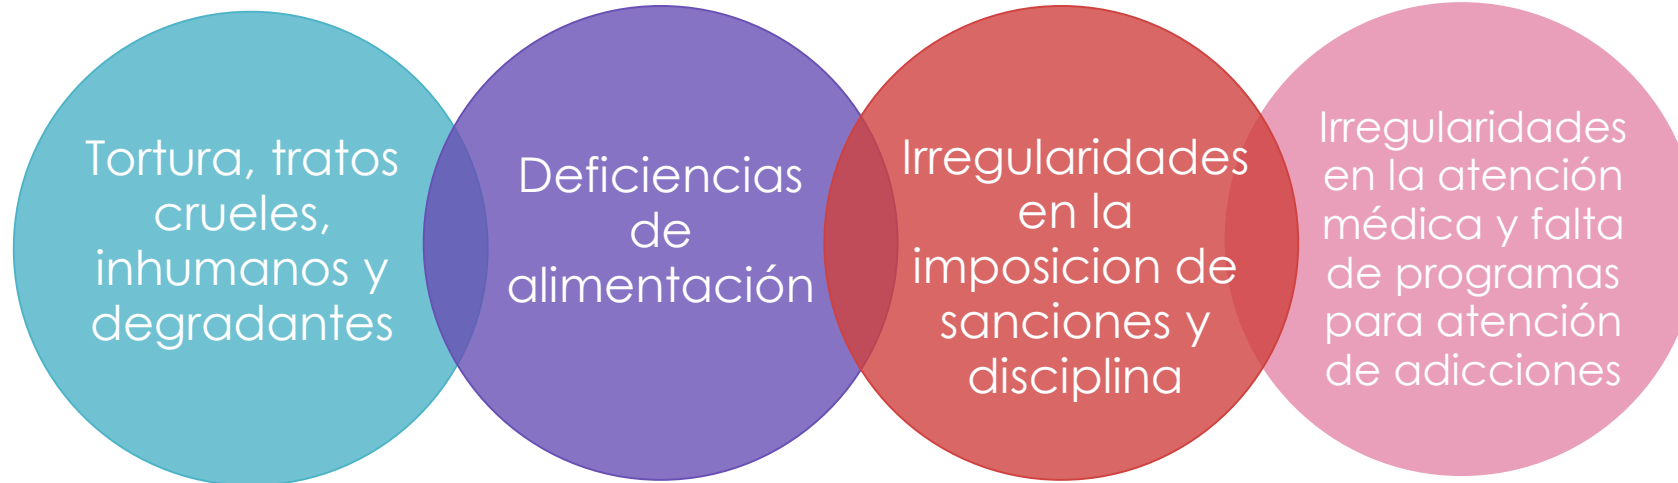 Tortura, tratos
crueles,
inhumanos y
degradantes
Deficiencias
de
alimentación
Irregularidades
en la
imposicion de
sanciones y
disciplina
Irregularidades
en la atención
médica y falta
de programas
para atención
de adicciones